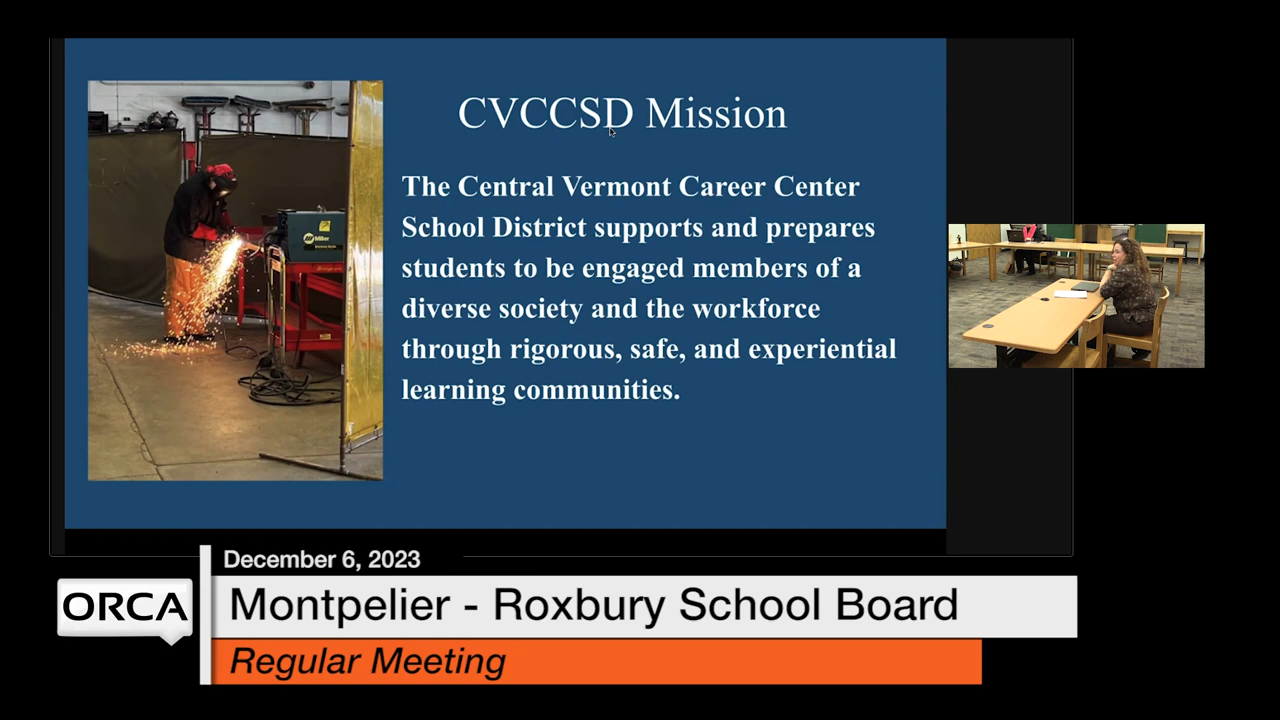 CVCCSD Mission
The Central Vermont Career Center
School District supports and prepares
students to be engaged members of a
diverse society and the workforce
through rigorous, safe, and experiential
learning communities.
Miller
December 6, 2023
ORCA
Montpelier - Roxbury School Board
Regular Meeting